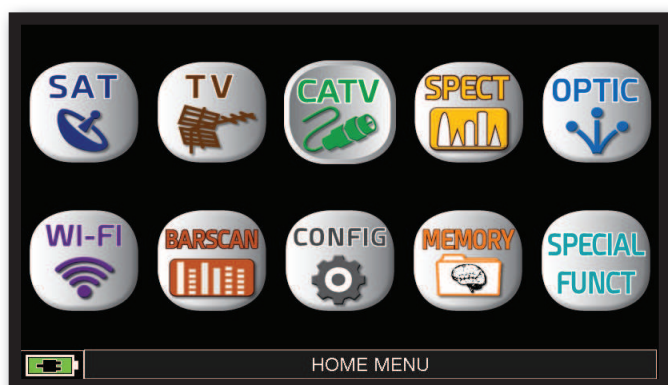 SAT
TV
CATV
SPECT
OPTIC
WI-FI
BARSCAN
CONFIG
MEMORY
SPECIAL
FUNCT
HOME MENU